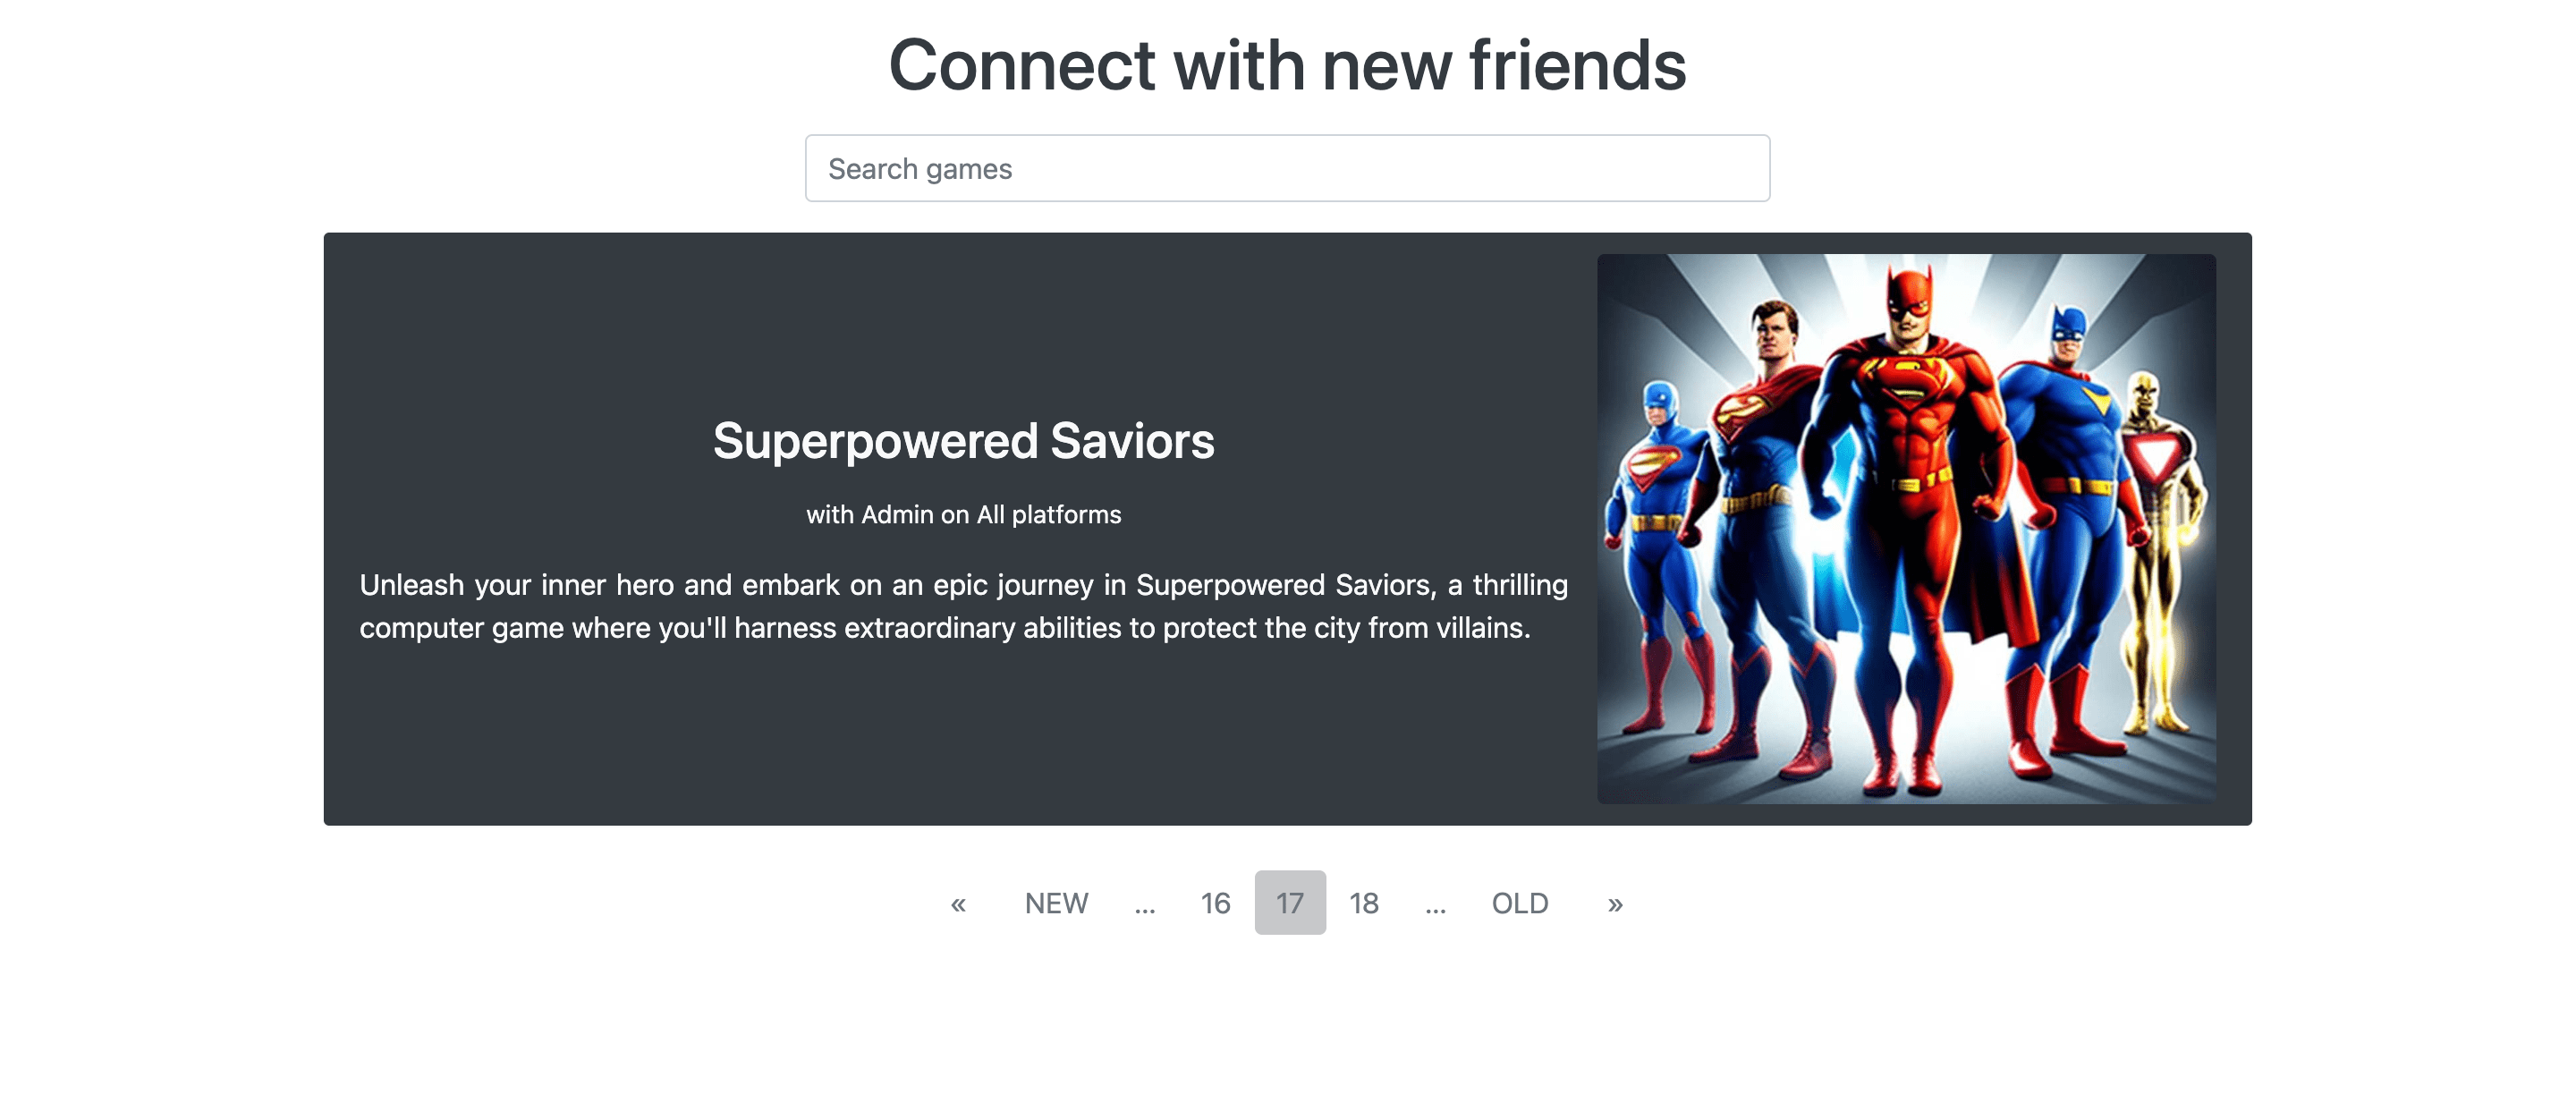 Connect with new friends
Search games
Superpowered Saviors
with Admin on All platforms
Unleash your inner hero and embark on an epic journey in Superpowered Saviors, a thrilling
computer game where you'll harness extraordinary abilities to protect the city from villains.
« NEW ... 16 17 18 ... OLD »